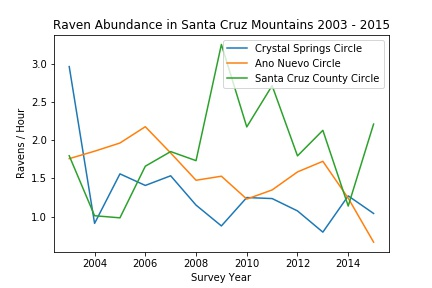 Raven Abundance in Santa Cruz Mountains 2003 - 2015
Crystal Springs Circle
Ano Nuevo Circle
Santa Cruz County Circle
Ravens / Hour
3.0
2.5
2.0
1.5
1.0
2004 2006 2008 2010 2012 2014
Survey Year